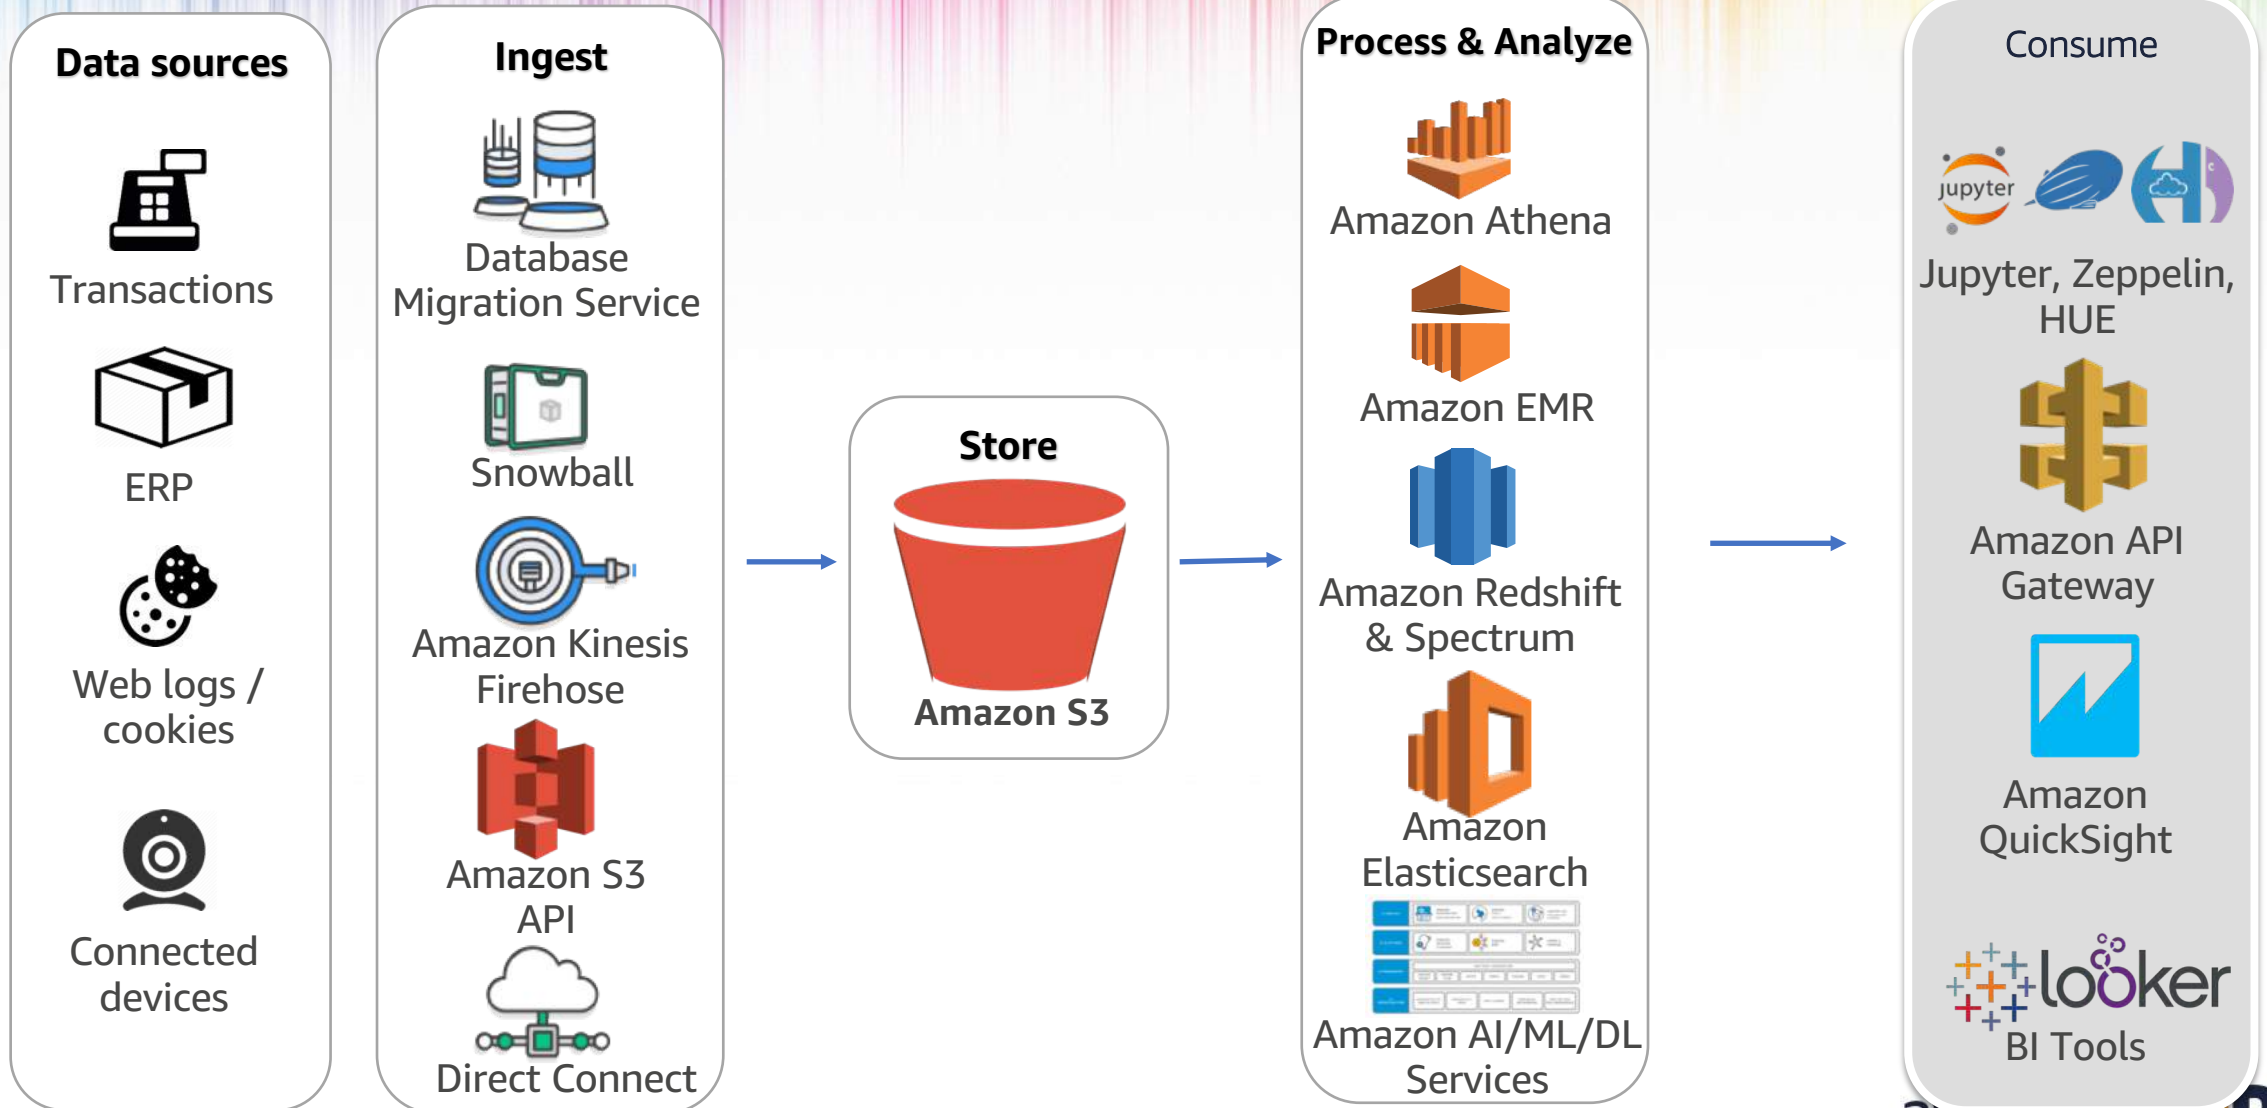 Data sources
Transactions
ERP
Web logs /
cookies
Connected
devices
Ingest
Database
Migration Service
Snowball
Amazon Kinesis
Firehose
Amazon S3
API
Direct Connect
Store
Amazon S3
Process & Analyze
Amazon Athena
Amazon EMR
Amazon Redshift
& Spectrum
Amazon
Elasticsearch
Amazon AI/ML/DL
Services
Consume
jupyter
Jupyter, Zeppelin,
HUE
Amazon API
Gateway
Amazon
QuickSight
looker
BI Tools